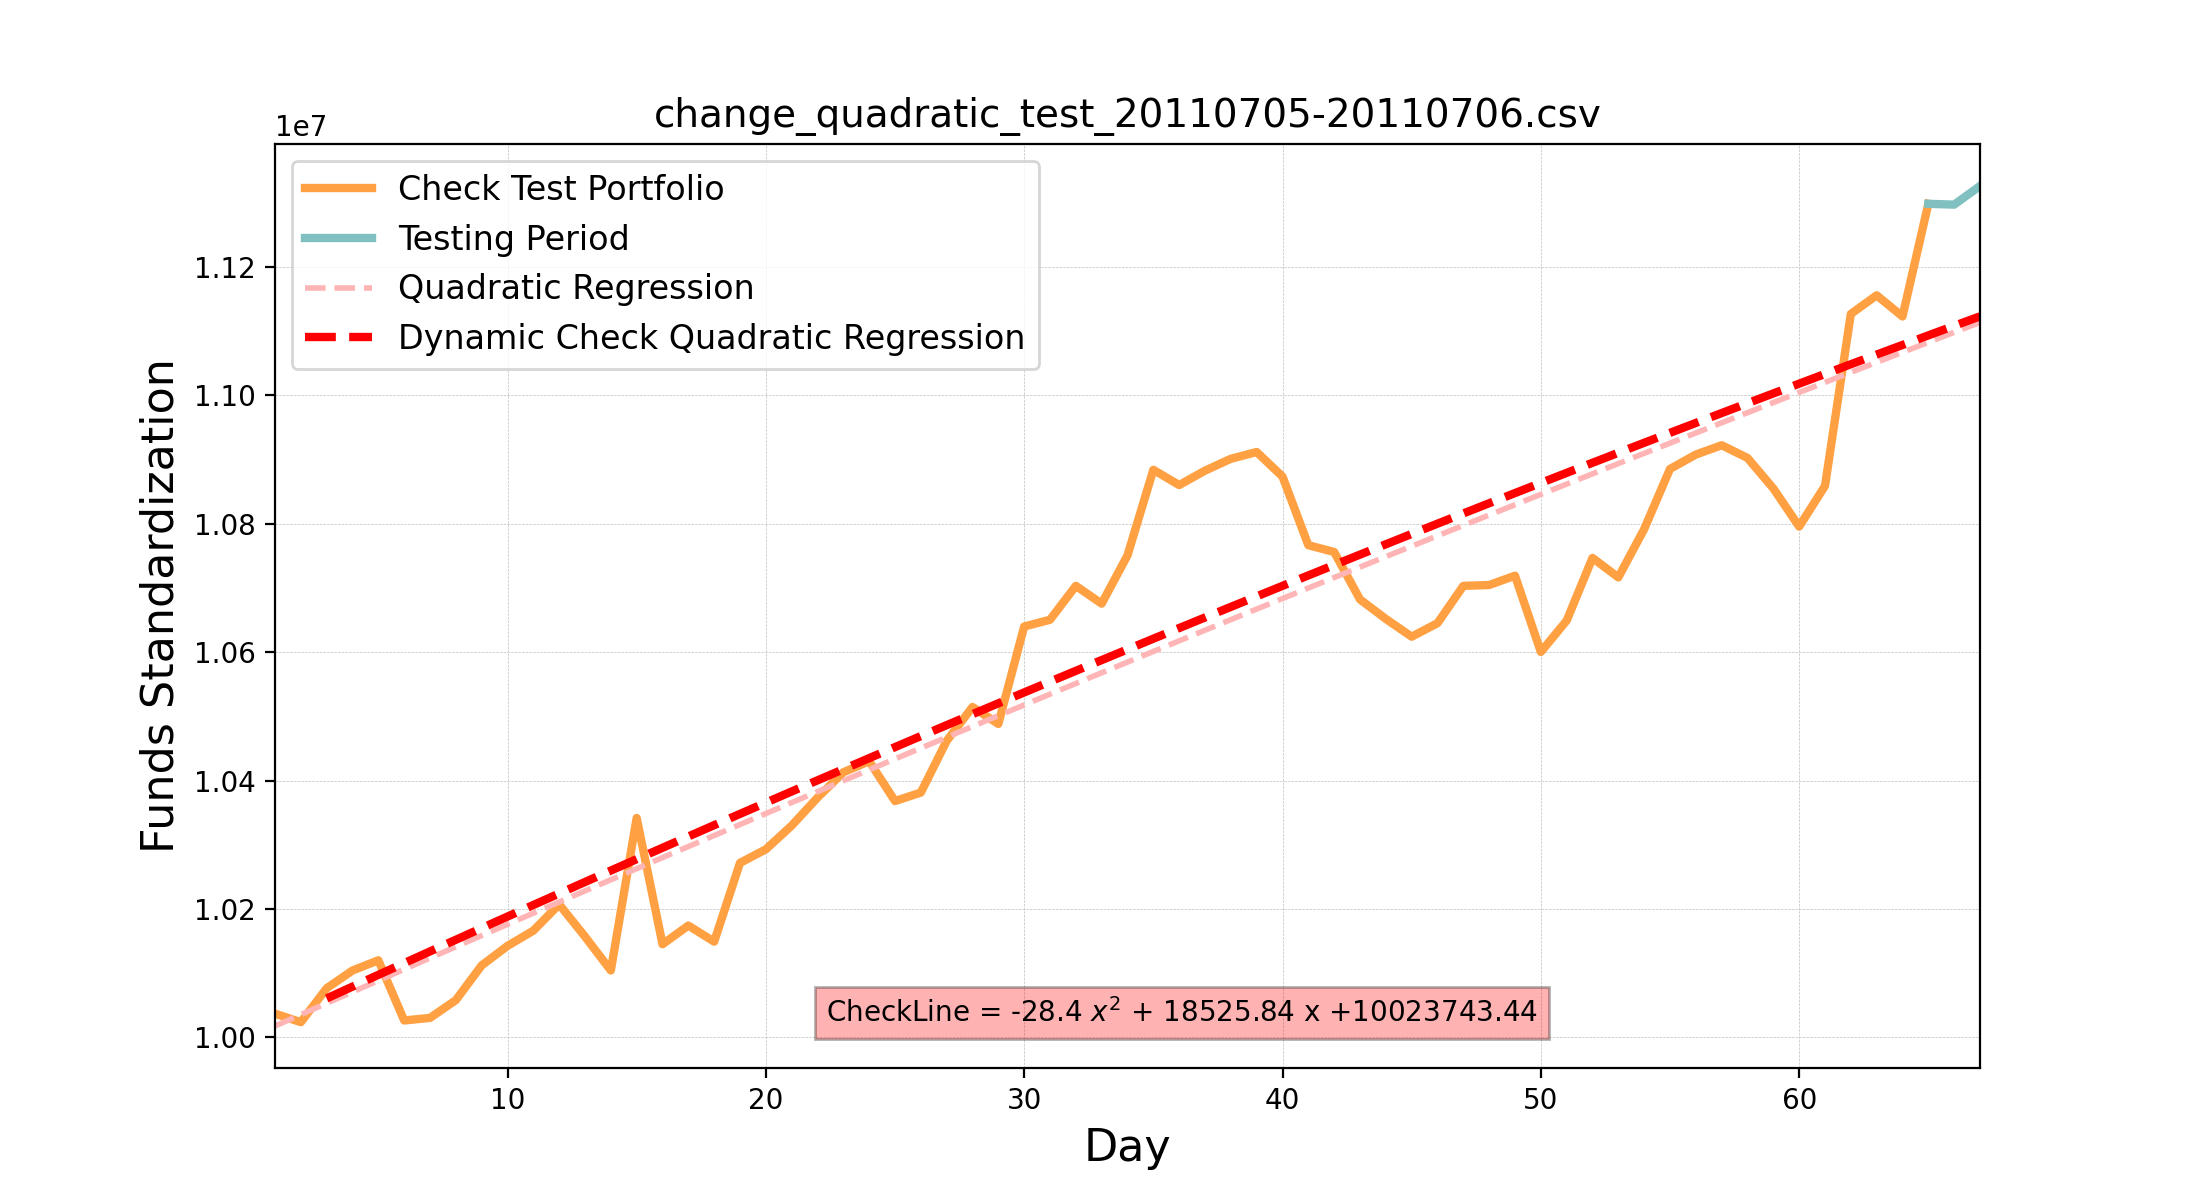 change_quadratic_test_20110705-20110706.csv
1e7
Check Test Portfolio
Testing Period
Quadratic Regression
Dynamic Check Quadratic Regression
Funds Standardization
1.12
1.10
1.08
1.06
1.04
1.02
1.00
CheckLine = -28.4 x² + 18525.84 x +10023743.44
10 20 30 40 50 60
Day